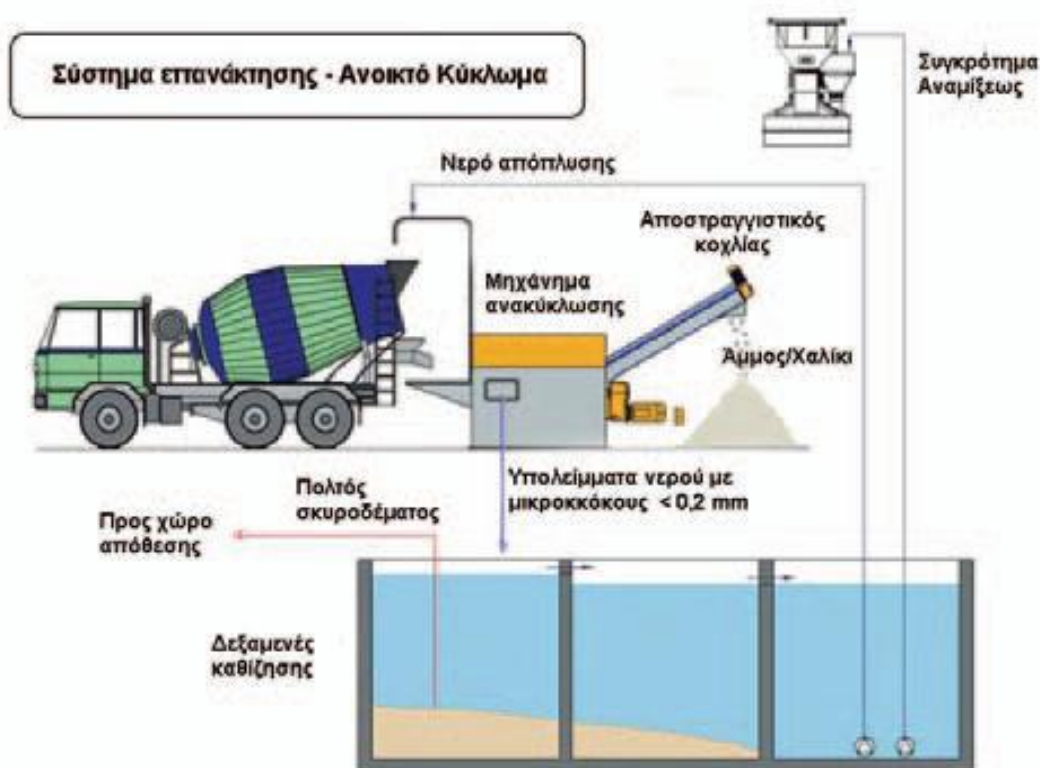 Σύστημα επανάκτησης - Ανοικτό Κύκλωμα
Συγκρότημα
Αναμίξεως
Νερό απόπλυσης
Αποστραγγιστικός
κοχλίας
Μηχάνημα
ανακύκλωσης
Άμμος/Χαλίκι
Υπολείμματα νερού με
μικροκκόκους < 0,2 mm
Πολτός
σκυροδέματος
Προς χώρο
απόθεσης
Δεξαμενές
καθίζησης